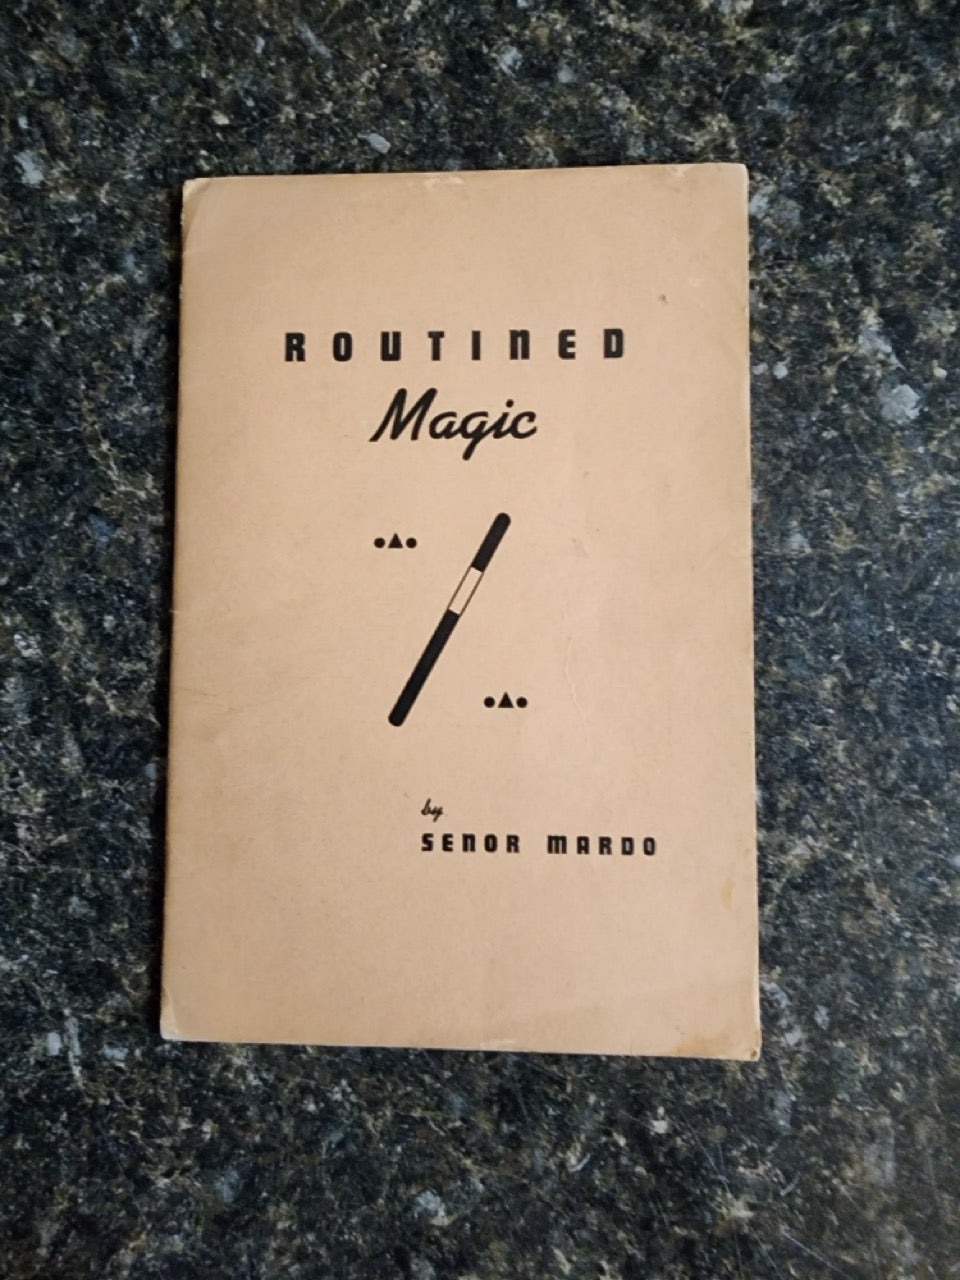 ROUTINED
Magic
by
SENOR MARDO